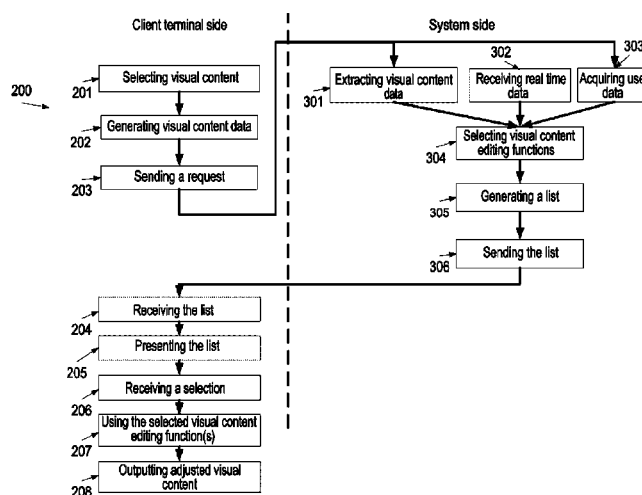 Client terminal side
System side
200
Selecting visual content
201
Generating visual content data
202
Sending a request
203
303
302
Extracting visual content
data
301
Receiving real time
data
Acquiring user
data
Selecting visual content
editing functions
304
Generating a list
305
Sending the list
306
Receiving the list
204
Presenting the list
205
Receiving a selection
206
Using the selected visual content
editing function(s)
207
Outputting adjusted visual
content
208